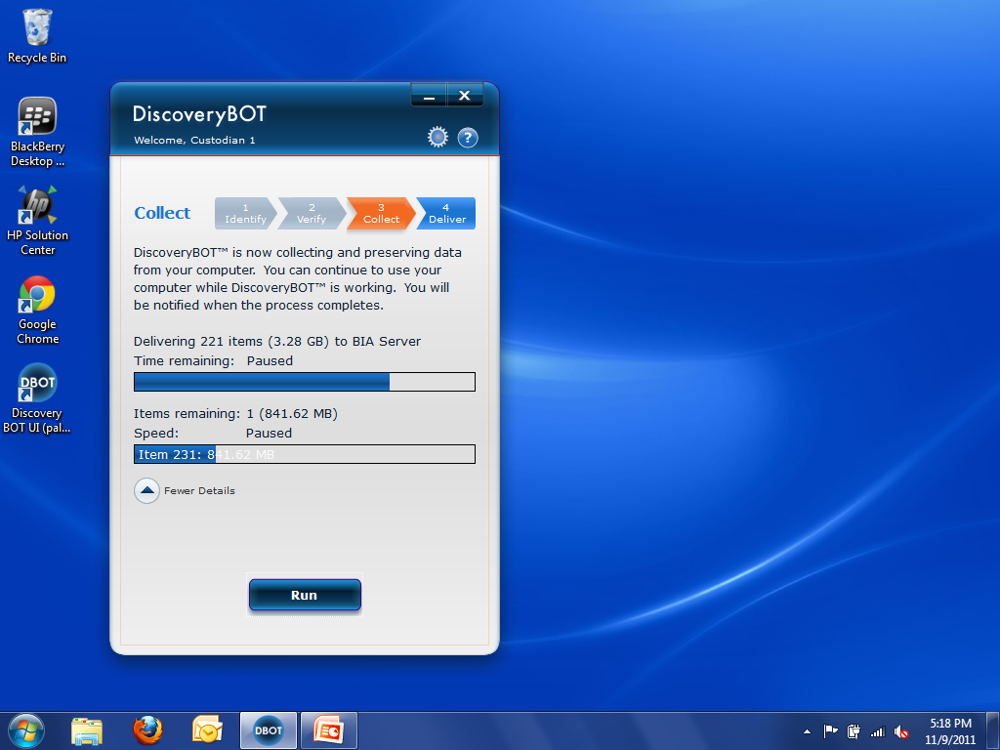 Recycle Bin
BlackBerry
Desktop ...
hp
HP Solution
Center
Google
Chrome
DBOT
Discovery
BOT UI (pal...
DiscoveryBOT
Welcome, Custodian 1
?
Collect
1
Identify
2
Verify
3
Collect
4
Deliver
DiscoveryBOT™ is now collecting and preserving data
from your computer.  You can continue to use your
computer while DiscoveryBOT™ is working.  You will
be notified when the process completes.
Delivering 221 items (3.28 GB) to BIA Server
Time remaining:  Paused
Items remaining: 1 (841.62 MB)
Speed: Paused
Item 231: 841.62 MB
Fewer Details
Run
DBOT
5:18 PM
11/9/2011